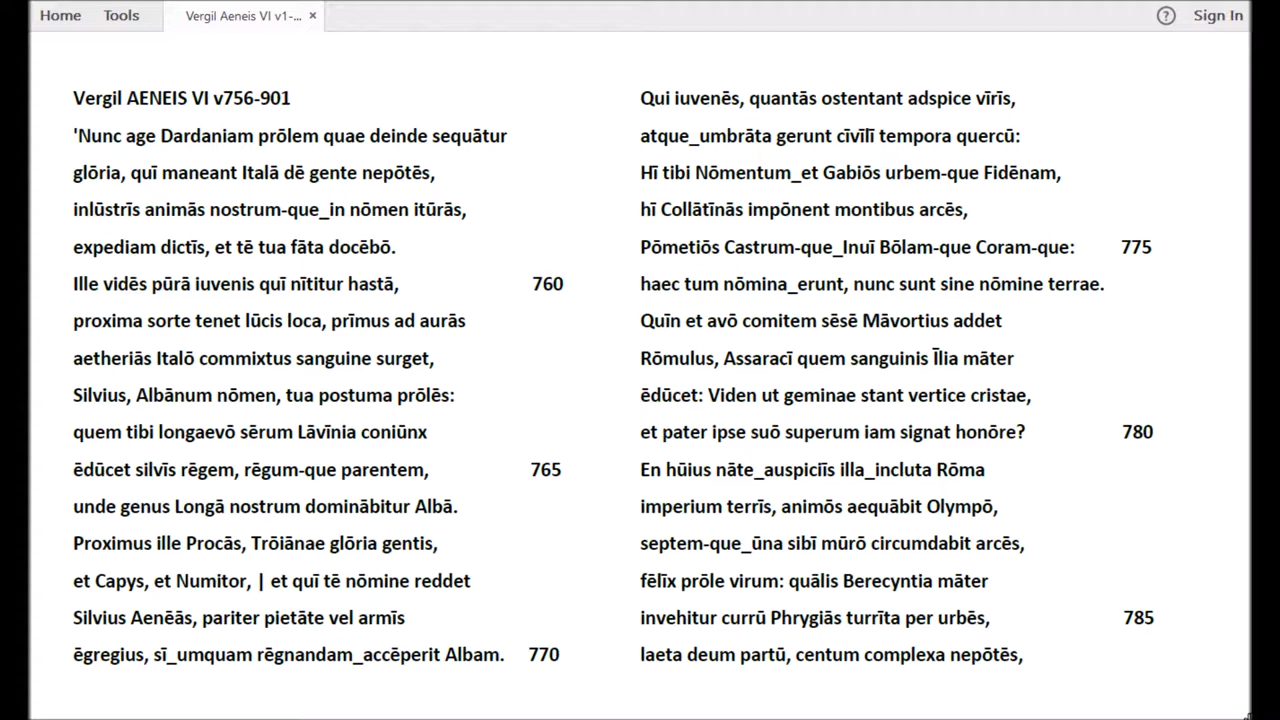 Home Tools Vergil Aeneis VI v1-... × ? Sign In
Vergil AENEIS VI v756-901
'Nunc age Dardaniam prōlem quae deinde sequātur
glōria, quī maneant Italā dē gente nepōtēs,
inlūstrīs animās nostrum-que_in nōmen itūrās,
expediam dictīs, et tē tua fāta docēbō.
Ille vidēs pūrā iuvenis quī nītitur hastā, 760
proxima sorte tenet lūcis loca, prīmus ad aurās
aetheriās Italō commixtus sanguine surget,
Silvius, Albānum nōmen, tua postuma prōlēs:
quem tibi longaevō sērum Lāvīnia coniūnx
ēdūcet silvīs rēgem, rēgum-que parentem, 765
unde genus Longā nostrum dominābitur Albā.
Proximus ille Procās, Trōiānae glōria gentis,
et Capys, et Numitor, | et quī tē nōmine reddet
Silvius Aenēās, pariter pietāte vel armīs
ēgregius, sī_umquam rēgnandam_accēperit Albam. 770
Qui iuvenēs, quantās ostentant adspice vīrīs,
atque_umbrāta gerunt cīvīlī tempora quercū:
Hī tibi Nōmentum_et Gabiōs urbem-que Fidēnam,
hī Collātīnās impōnent montibus arcēs,
Pōmetiōs Castrum-que_Inuī Bōlam-que Coram-que: 775
haec tum nōmina_erunt, nunc sunt sine nōmine terrae.
Quīn et avō comitem sēsē Māvortius addet
Rōmulus, Assaracī quem sanguinis Īlia māter
ēdūcet: Viden ut geminae stant vertice cristae,
et pater ipse suō superum iam signat honōre? 780
En hūius nāte_auspiciīs illa_incluta Rōma
imperium terrīs, animōs aequābit Olympō,
septem-que_ūna sibī mūrō circumdabit arcēs,
fēlīx prōle virum: quālis Berecyntia māter
invehitur currū Phrygiās turrīta per urbēs, 785
laeta deum partū, centum complexa nepōtēs,